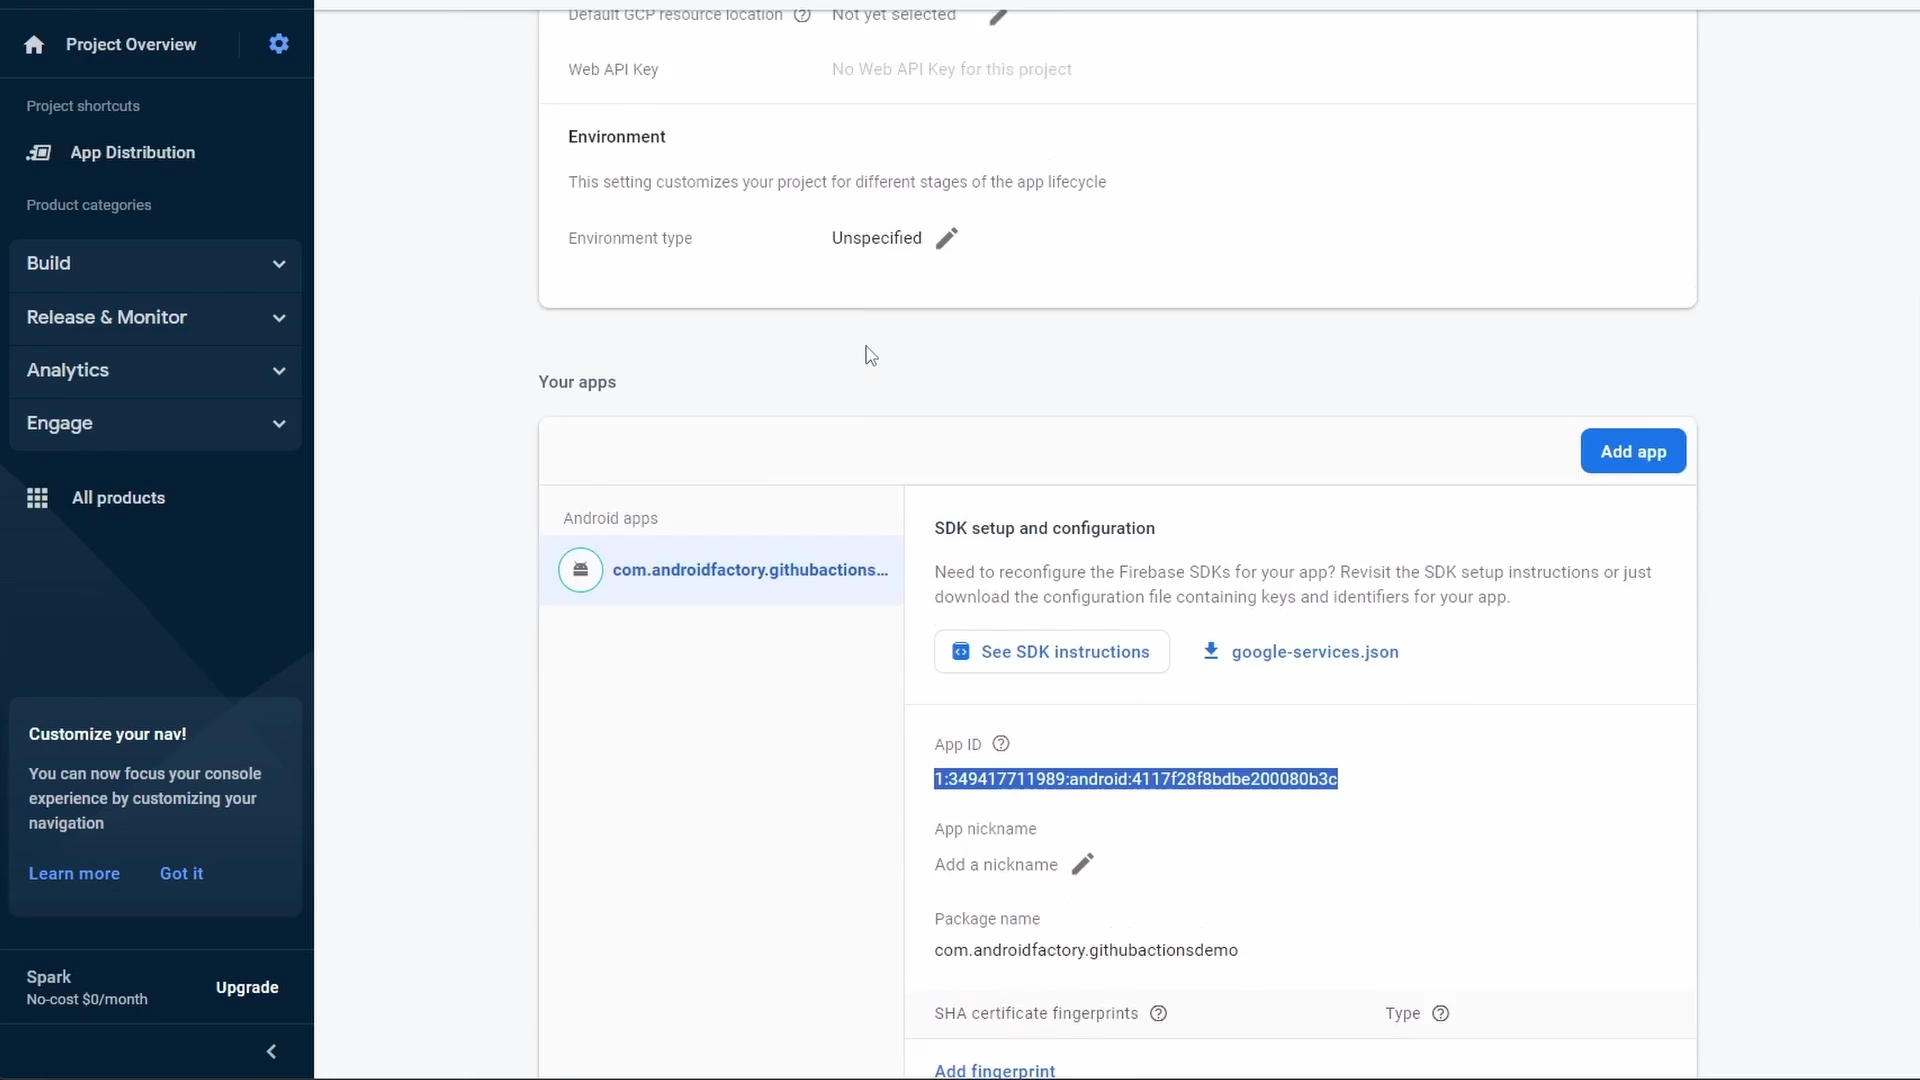 Project Overview
Project shortcuts
App Distribution
Product categories
Build
Release & Monitor
Analytics
Engage
All products
Customize your nav!
You can now focus your console
experience by customizing your
navigation
Learn more Got it
Spark
No-cost $0/month
Upgrade
Default GCP resource location Not yet selected
Web API Key No Web API Key for this project
Environment
This setting customizes your project for different stages of the app lifecycle
Environment type Unspecified
Your apps
Add app
Android apps
com.androidfactory.githubactions...
SDK setup and configuration
Need to reconfigure the Firebase SDKs for your app? Revisit the SDK setup instructions or just
download the configuration file containing keys and identifiers for your app.
See SDK instructions google-services.json
App ID
1:349417711989:android:4117f28f8bdbe200080b3c
App nickname
Add a nickname
Package name
com.androidfactory.githubactionsdemo
SHA certificate fingerprints Type
Add fingerprint